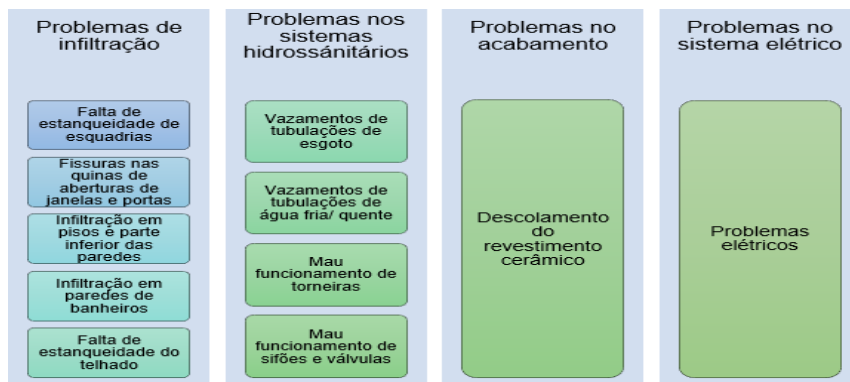 Problemas de
infiltração
Falta de
estanqueidade de
esquadrias
Fissuras nas
quinas de
aberturas de
janelas e portas
Infiltração em
pisos e parte
inferior das
paredes
Infiltração em
paredes de
banheiros
Falta de
estanqueidade do
telhado
Problemas nos
sistemas
hidrossánitários
Vazamentos de
tubulações de
esgoto
Vazamentos de
tubulações de
água fria/ quente
Mau
funcionamento de
torneiras
Mau
funcionamento de
sifões e válvulas
Problemas no
acabamento
Descolamento
do
revestimento
cerâmico
Problemas no
sistema elétrico
Problemas
elétricos